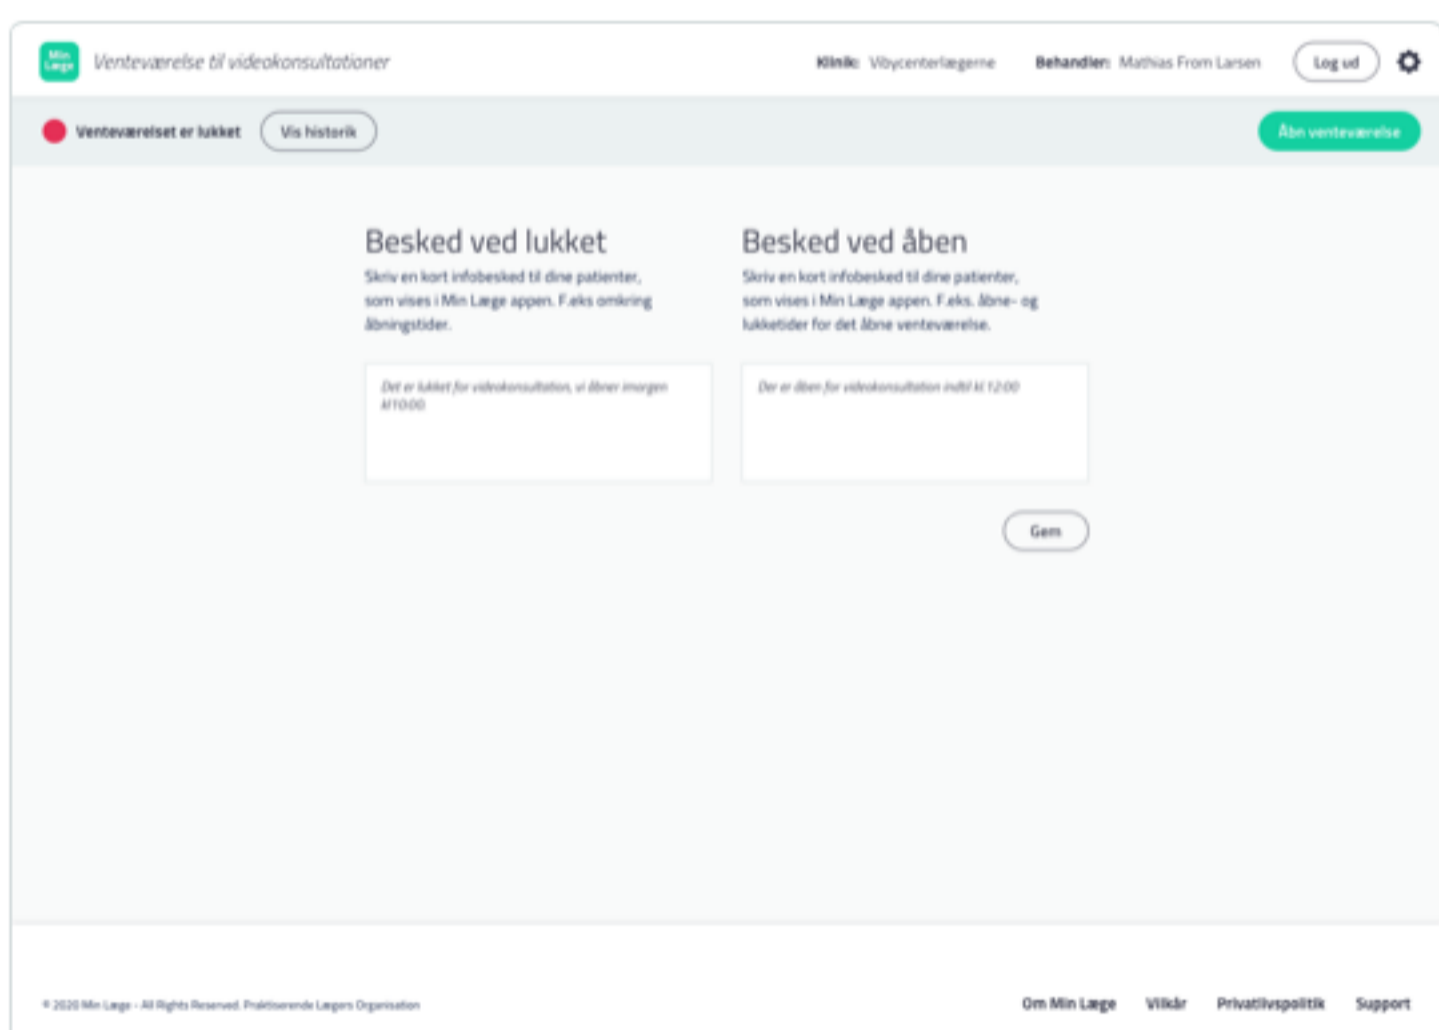 Min
Læge
Venteværelse til videokonsultationer
Klinik: Vibycenterlægerne
Behandler: Mathias From Larsen
Log ud
Venteværelset er lukket
Vis historik
Åbn venteværelse
Besked ved lukket
Skriv en kort infobesked til dine patienter,
som vises i Min Læge appen. F.eks omkring
åbningstider.
Det er lukket for videokonsultation, vi åbner imorgen
kl10:00.
Besked ved åben
Skriv en kort infobesked til dine patienter,
som vises i Min Læge appen. F.eks. åbne- og
lukketider for det åbne venteværelse.
Der er åben for videokonsultation indtil kl.12:00
Gem
© 2020 Min Læge - All Rights Reserved. Praktiserende Lægers Organisation
Om Min Læge
Vilkår
Privatlivspolitik
Support